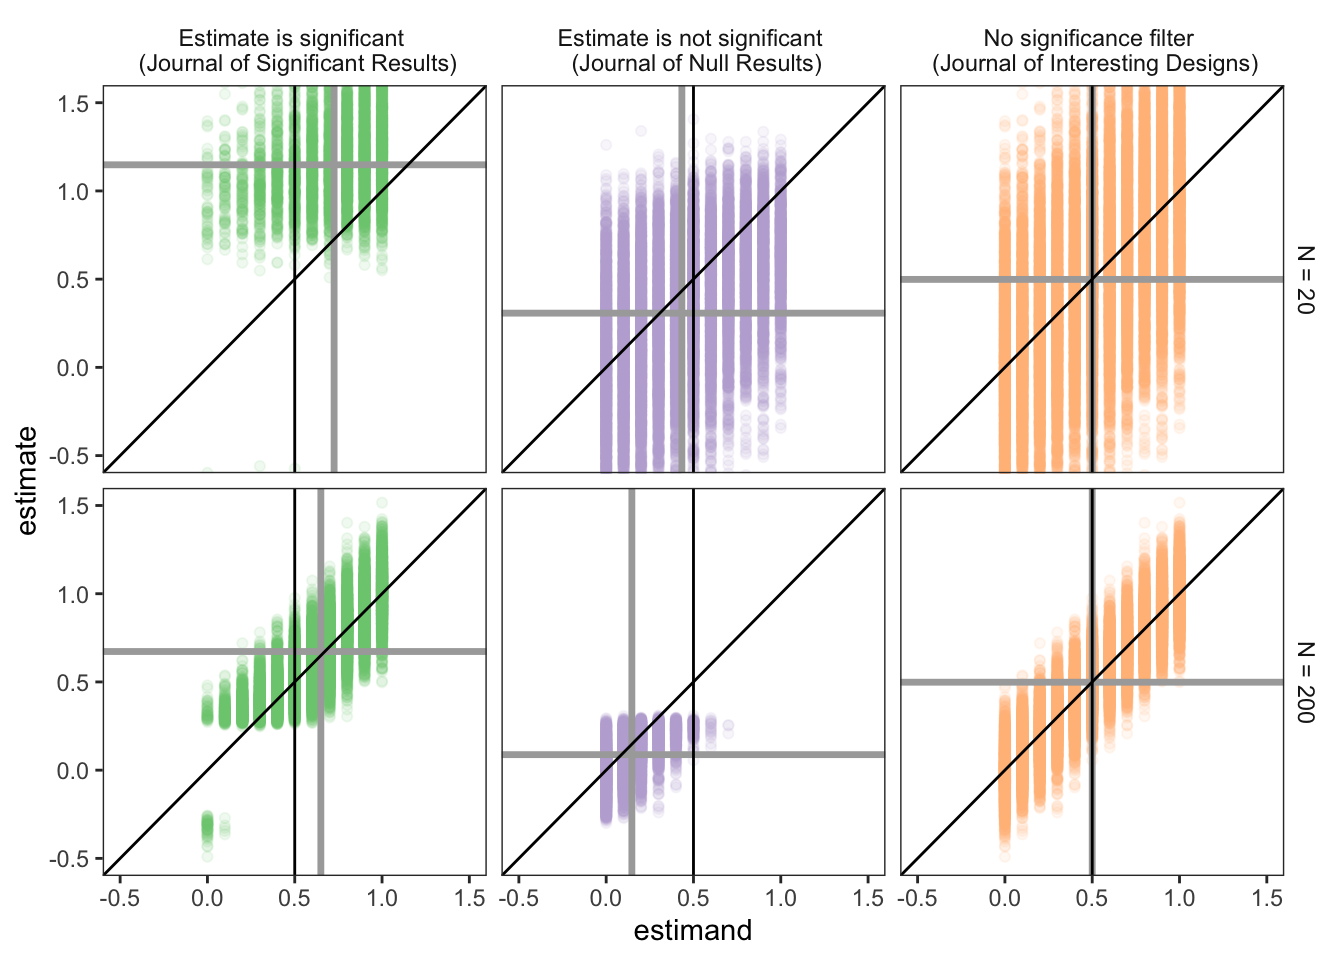 Estimate is significant
(Journal of Significant Results)
Estimate is not significant
(Journal of Null Results)
No significance filter
(Journal of Interesting Designs)
1.5
1.0
0.5
0.0
-0.5
N = 20
1.5
1.0
0.5
0.0
-0.5
N = 200
estimate
-0.5 0.0 0.5 1.0 1.5
-0.5 0.0 0.5 1.0 1.5
-0.5 0.0 0.5 1.0 1.5
estimand